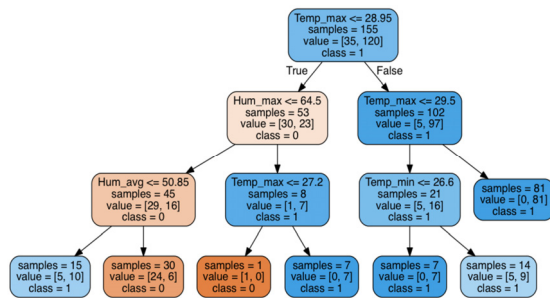 Temp_max <= 28.95
samples = 155
value = [35, 120]
class = 1
True
False
Hum_max <= 64.5
samples = 53
value = [30, 23]
class = 0
Temp_max <= 29.5
samples = 102
value = [5, 97]
class = 1
Hum_avg <= 50.85
samples = 45
value = [29, 16]
class = 0
Temp_max <= 27.2
samples = 8
value = [1, 7]
class = 1
Temp_min <= 26.6
samples = 21
value = [5, 16]
class = 1
samples = 81
value = [0, 81]
class = 1
samples = 15
value = [5, 10]
class = 1
samples = 30
value = [24, 6]
class = 0
samples = 1
value = [1, 0]
class = 0
samples = 7
value = [0, 7]
class = 1
samples = 7
value = [0, 7]
class = 1
samples = 14
value = [5, 9]
class = 1